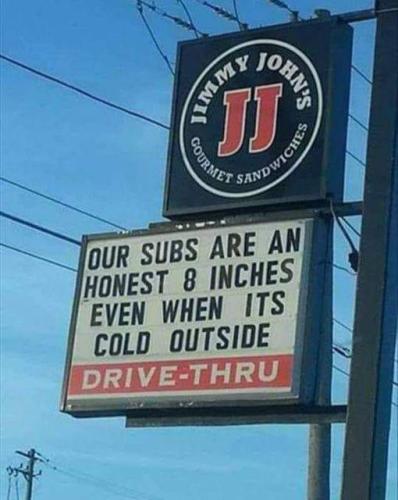 JIMMY JOHN'S
JJ
GOURMET SANDWICHES
OUR SUBS ARE AN
HONEST 8 INCHES
EVEN WHEN ITS
COLD OUTSIDE
DRIVE-THRU